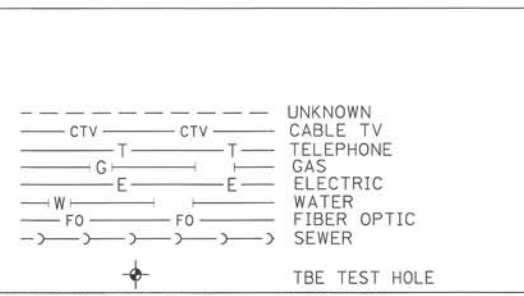 UNKNOWN
CTV CTV CABLE TV
T T TELEPHONE
G GAS
E E ELECTRIC
W WATER
FO FO FIBER OPTIC
SEWER
TBE TEST HOLE